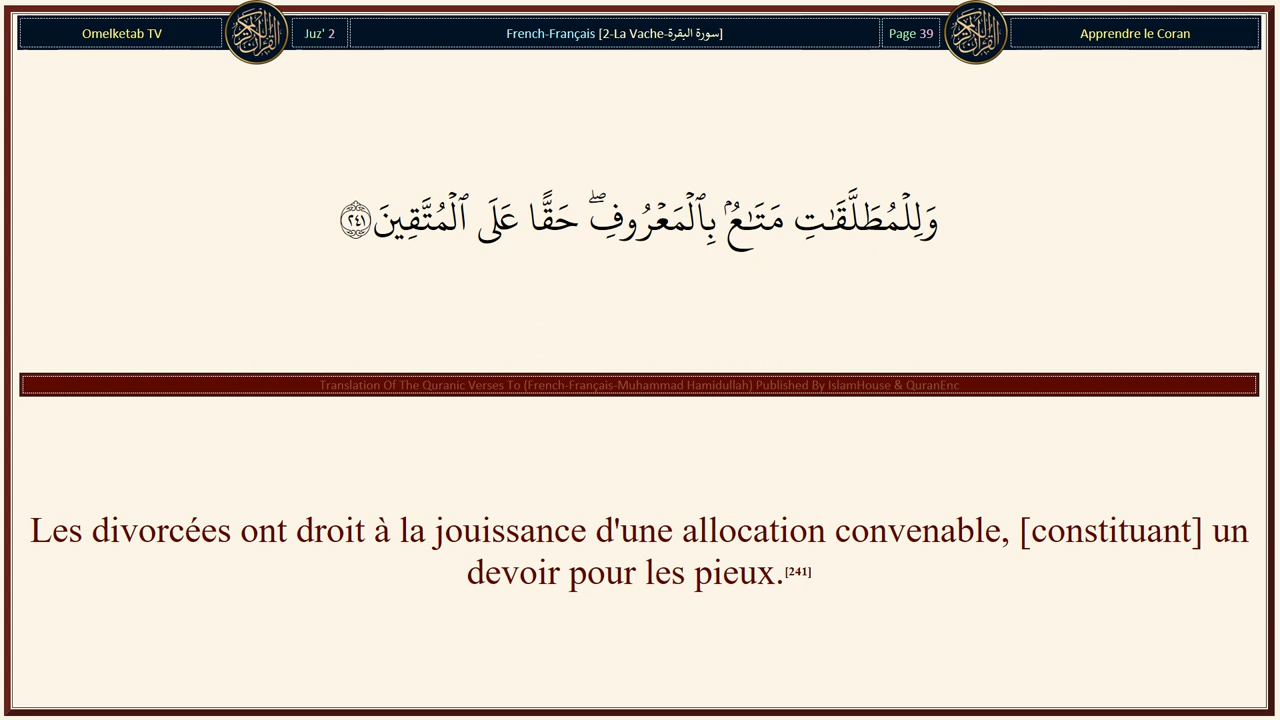 Omelketab TV
Juz' 2
French-Français [2-La Vache-سورة البقرة]
Page 39
Apprendre le Coran
وَلِلْمُطَلَّقَٰتِ مَتَٰعٌۢ بِٱلْمَعْرُوفِ ۖ حَقًّا عَلَى ٱلْمُتَّقِينَ ٢٤١
Translation Of The Quranic Verses To (French-Français-Muhammad Hamidullah) Published By IslamHouse & QuranEnc
Les divorcées ont droit à la jouissance d'une allocation convenable, [constituant] un
devoir pour les pieux.[241]